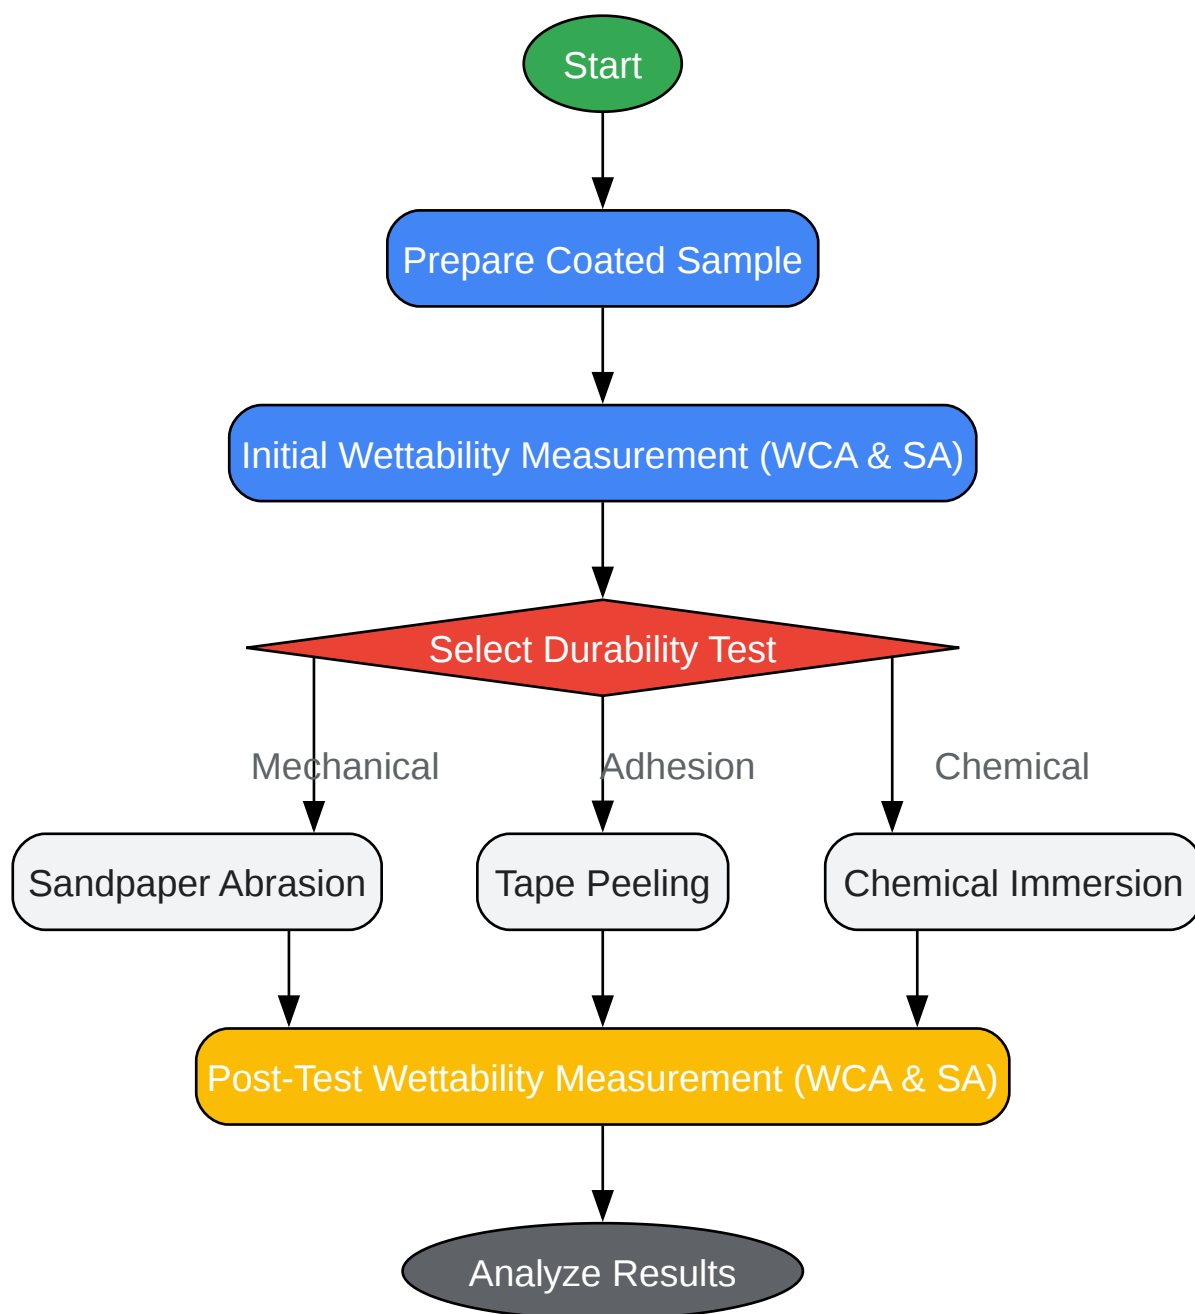 Start
Prepare Coated Sample
Initial Wettability Measurement (WCA & SA)
Select Durability Test
Mechanical
Adhesion
Chemical
Sandpaper Abrasion
Tape Peeling
Chemical Immersion
Post-Test Wettability Measurement (WCA & SA)
Analyze Results